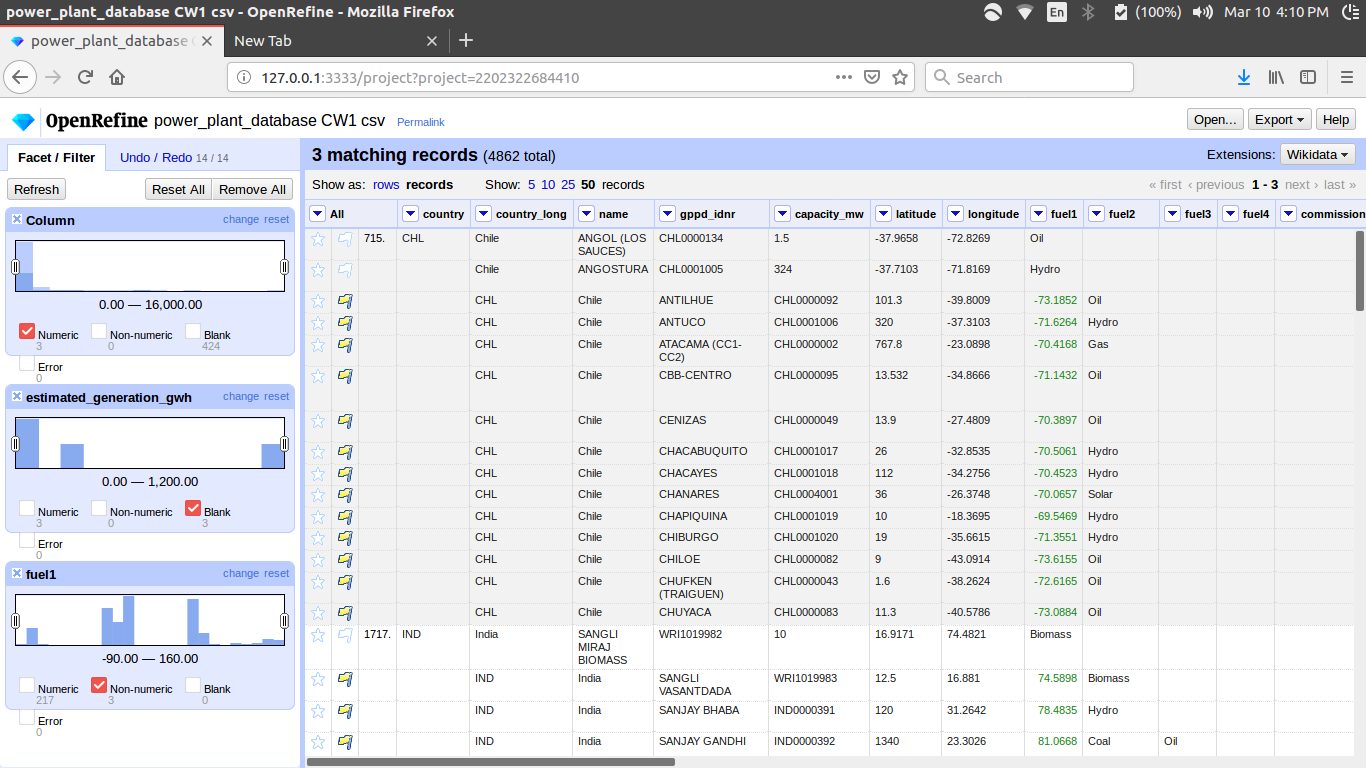 power_plant_database CW1 csv - OpenRefine - Mozilla Firefox
En (100%) Mar 10 4:10 PM
power_plant_database
New Tab
127.0.0.1:3333/project?project=2202322684410
Search
OpenRefine power_plant_database CW1 csv Permalink
Open... Export Help
Facet / Filter Undo / Redo 14 / 14
3 matching records (4862 total)
Extensions: Wikidata
Refresh Reset All Remove All
Show as: rows records Show: 5 10 25 50 records
« first ‹ previous 1 - 3 next › last »
Column change reset
0.00 — 16,000.00
Numeric Non-numeric Blank
3 0 424
Error
0
estimated_generation_gwh change reset
0.00 — 1,200.00
Numeric Non-numeric Blank
3 0 3
Error
0
fuel1 change reset
-90.00 — 160.00
Numeric Non-numeric Blank
217 3 0
Error
0
All country country_long name gppd_idnr capacity_mw latitude longitude fuel1 fuel2 fuel3 fuel4 commission
715. CHL Chile ANGOL (LOS SAUCES) CHL0000134 1.5 -37.9658 -72.8269 Oil
Chile ANGOSTURA CHL0001005 324 -37.7103 -71.8169 Hydro
CHL Chile ANTILHUE CHL0000092 101.3 -39.8009 -73.1852 Oil
CHL Chile ANTUCO CHL0001006 320 -37.3103 -71.6264 Hydro
CHL Chile ATACAMA (CC1-CC2) CHL0000002 767.8 -23.0898 -70.4168 Gas
CHL Chile CBB-CENTRO CHL0000095 13.532 -34.8666 -71.1432 Oil
CHL Chile CENIZAS CHL0000049 13.9 -27.4809 -70.3897 Oil
CHL Chile CHACABUQUITO CHL0001017 26 -32.8535 -70.5061 Hydro
CHL Chile CHACAYES CHL0001018 112 -34.2756 -70.4523 Hydro
CHL Chile CHANARES CHL0004001 36 -26.3748 -70.0657 Solar
CHL Chile CHAPIQUINA CHL0001019 10 -18.3695 -69.5469 Hydro
CHL Chile CHIBURGO CHL0001020 19 -35.6615 -71.3551 Hydro
CHL Chile CHILOE CHL0000082 9 -43.0914 -73.6155 Oil
CHL Chile CHUFKEN (TRAIGUEN) CHL0000043 1.6 -38.2624 -72.6165 Oil
CHL Chile CHUYACA CHL0000083 11.3 -40.5786 -73.0884 Oil
1717. IND India SANGLI MIRAJ BIOMASS WRI1019982 10 16.9171 74.4821 Biomass
IND India SANGLI VASANTDADA WRI1019983 12.5 16.881 74.5898 Biomass
IND India SANJAY BHABA IND0000391 120 31.2642 78.4835 Hydro
IND India SANJAY GANDHI IND0000392 1340 23.3026 81.0668 Coal Oil